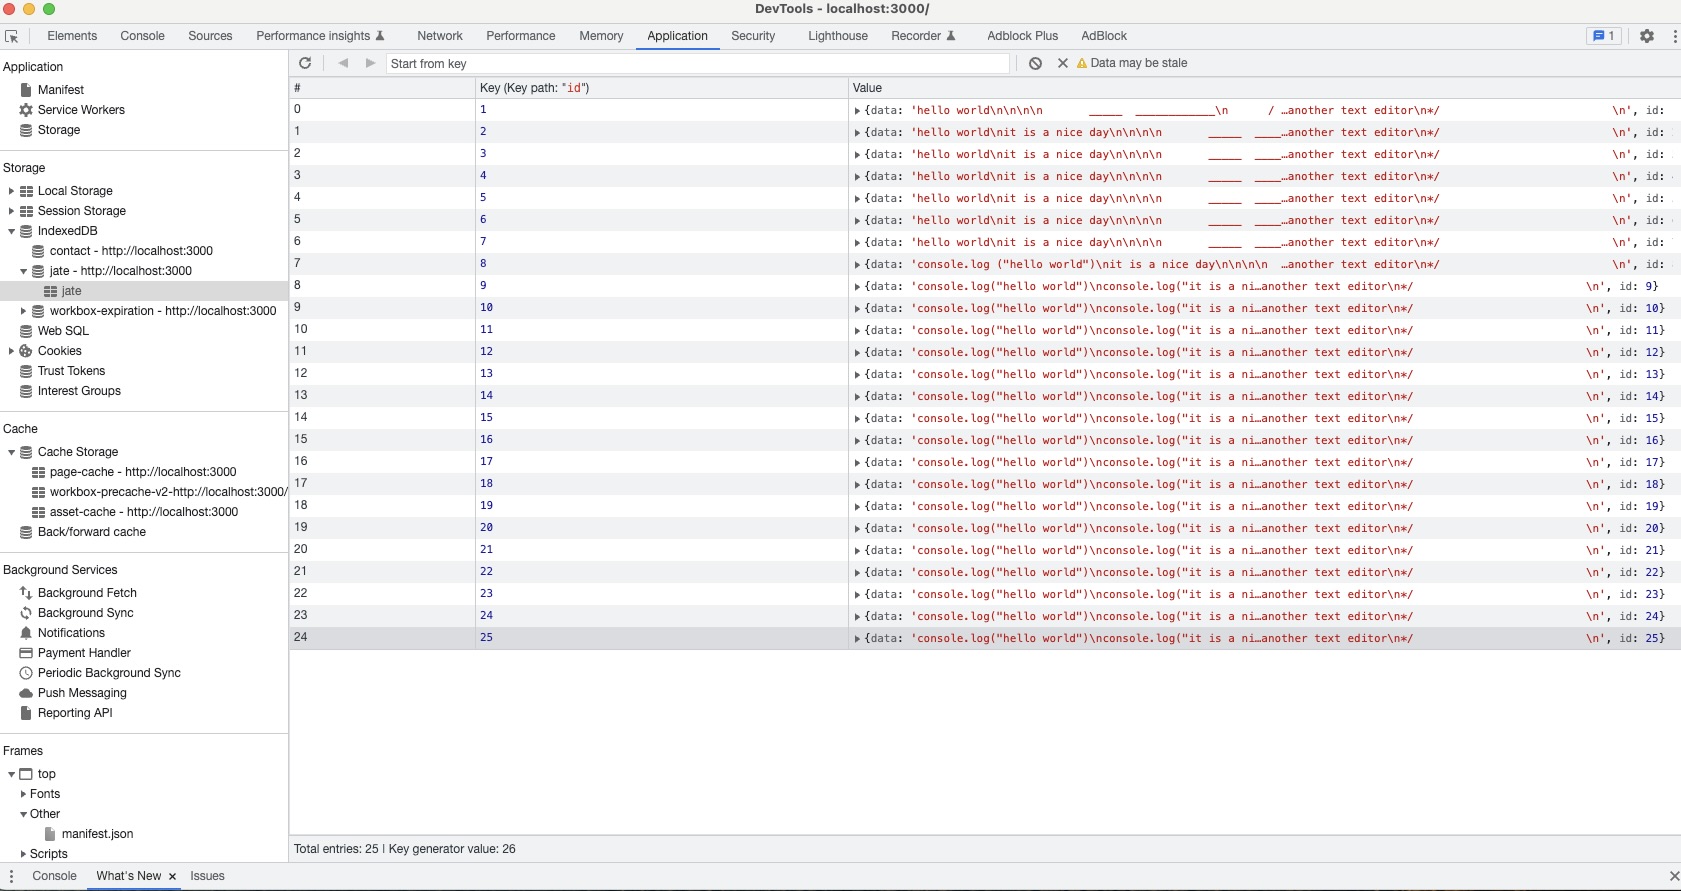 DevTools - localhost:3000/
Elements Console Sources Performance insights Network Performance Memory Application Security Lighthouse Recorder Adblock Plus AdBlock 1
Application
Manifest
Service Workers
Storage
Storage
Local Storage
Session Storage
IndexedDB
contact - http://localhost:3000
jate - http://localhost:3000
jate
workbox-expiration - http://localhost:3000
Web SQL
Cookies
Trust Tokens
Interest Groups
Cache
Cache Storage
page-cache - http://localhost:3000
workbox-precache-v2-http://localhost:3000/
asset-cache - http://localhost:3000
Back/forward cache
Background Services
Background Fetch
Background Sync
Notifications
Payment Handler
Periodic Background Sync
Push Messaging
Reporting API
Frames
top
Fonts
Other
manifest.json
Scripts
Start from key Data may be stale
# Key (Key path: "id") Value
0 1 {data: 'hello world\n\n\n\n _____ ____________\n / …another text editor\n*/ \n', id:
1 2 {data: 'hello world\nit is a nice day\n\n\n\n _____ ____…another text editor\n*/ \n', id:
2 3 {data: 'hello world\nit is a nice day\n\n\n\n _____ ____…another text editor\n*/ \n', id:
3 4 {data: 'hello world\nit is a nice day\n\n\n\n _____ ____…another text editor\n*/ \n', id:
4 5 {data: 'hello world\nit is a nice day\n\n\n\n _____ ____…another text editor\n*/ \n', id:
5 6 {data: 'hello world\nit is a nice day\n\n\n\n _____ ____…another text editor\n*/ \n', id:
6 7 {data: 'hello world\nit is a nice day\n\n\n\n _____ ____…another text editor\n*/ \n', id:
7 8 {data: 'console.log ("hello world")\nit is a nice day\n\n\n\n …another text editor\n*/ \n', id:
8 9 {data: 'console.log("hello world")\nconsole.log("it is a ni…another text editor\n*/ \n', id: 9}
9 10 {data: 'console.log("hello world")\nconsole.log("it is a ni…another text editor\n*/ \n', id: 10}
10 11 {data: 'console.log("hello world")\nconsole.log("it is a ni…another text editor\n*/ \n', id: 11}
11 12 {data: 'console.log("hello world")\nconsole.log("it is a ni…another text editor\n*/ \n', id: 12}
12 13 {data: 'console.log("hello world")\nconsole.log("it is a ni…another text editor\n*/ \n', id: 13}
13 14 {data: 'console.log("hello world")\nconsole.log("it is a ni…another text editor\n*/ \n', id: 14}
14 15 {data: 'console.log("hello world")\nconsole.log("it is a ni…another text editor\n*/ \n', id: 15}
15 16 {data: 'console.log("hello world")\nconsole.log("it is a ni…another text editor\n*/ \n', id: 16}
16 17 {data: 'console.log("hello world")\nconsole.log("it is a ni…another text editor\n*/ \n', id: 17}
17 18 {data: 'console.log("hello world")\nconsole.log("it is a ni…another text editor\n*/ \n', id: 18}
18 19 {data: 'console.log("hello world")\nconsole.log("it is a ni…another text editor\n*/ \n', id: 19}
19 20 {data: 'console.log("hello world")\nconsole.log("it is a ni…another text editor\n*/ \n', id: 20}
20 21 {data: 'console.log("hello world")\nconsole.log("it is a ni…another text editor\n*/ \n', id: 21}
21 22 {data: 'console.log("hello world")\nconsole.log("it is a ni…another text editor\n*/ \n', id: 22}
22 23 {data: 'console.log("hello world")\nconsole.log("it is a ni…another text editor\n*/ \n', id: 23}
23 24 {data: 'console.log("hello world")\nconsole.log("it is a ni…another text editor\n*/ \n', id: 24}
24 25 {data: 'console.log("hello world")\nconsole.log("it is a ni…another text editor\n*/ \n', id: 25}
Total entries: 25 | Key generator value: 26
Console What's New Issues